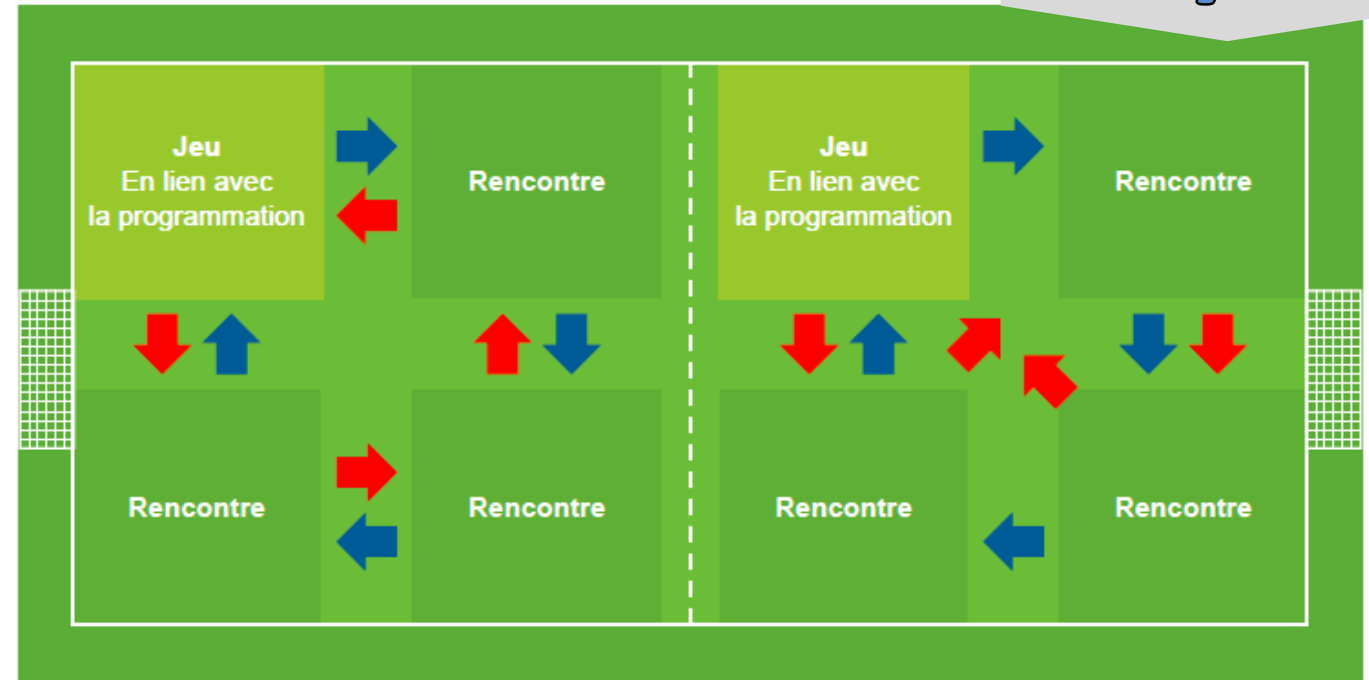 Jeu
En lien avec
la programmation
Rencontre
Jeu
En lien avec
la programmation
Rencontre
Rencontre
Rencontre
Rencontre
Rencontre